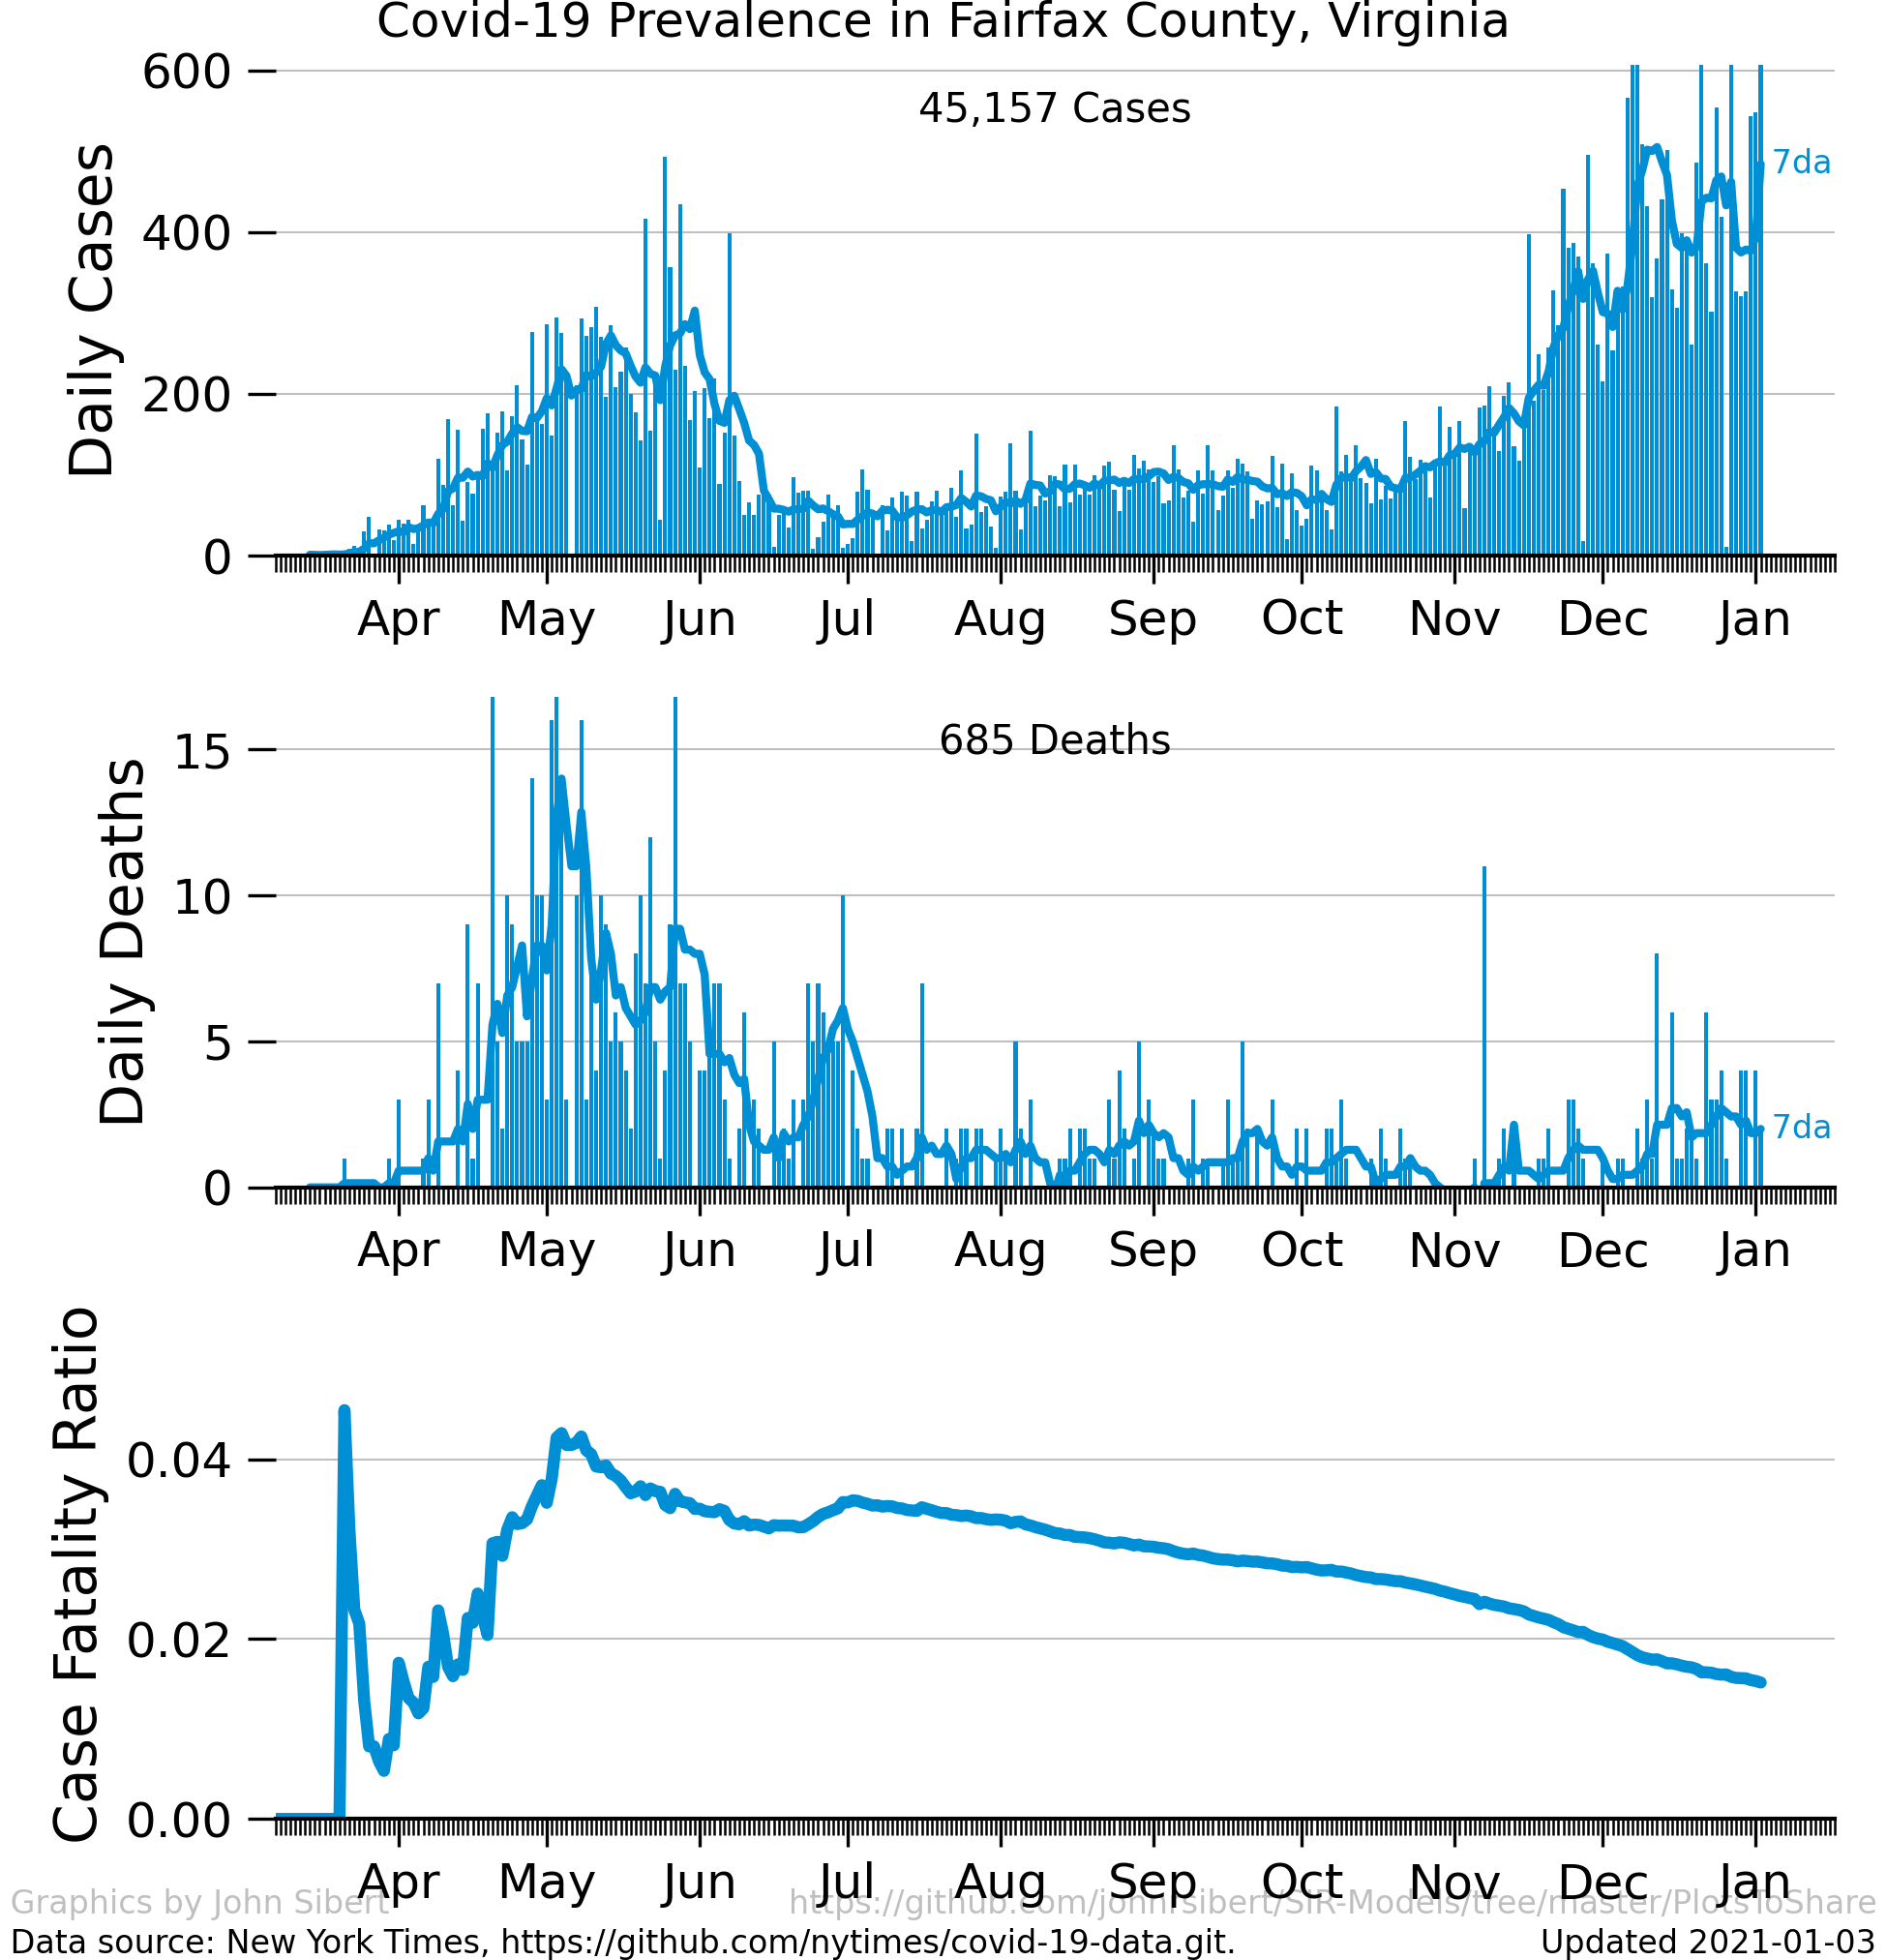 Covid-19 Prevalence in Fairfax County, Virginia
600
45,157 Cases
7da
400
200
0
Daily Cases
Apr May Jun Jul Aug Sep Oct Nov Dec Jan
685 Deaths
15
10
5
0
7da
Daily Deaths
Apr May Jun Jul Aug Sep Oct Nov Dec Jan
0.04
0.02
0.00
Case Fatality Ratio
Apr May Jun Jul Aug Sep Oct Nov Dec Jan
Graphics by John Sibert https://github.com/johnrsibert/SIR-Models/tree/master/PlotsToShare
Data source: New York Times, https://github.com/nytimes/covid-19-data.git. Updated 2021-01-03